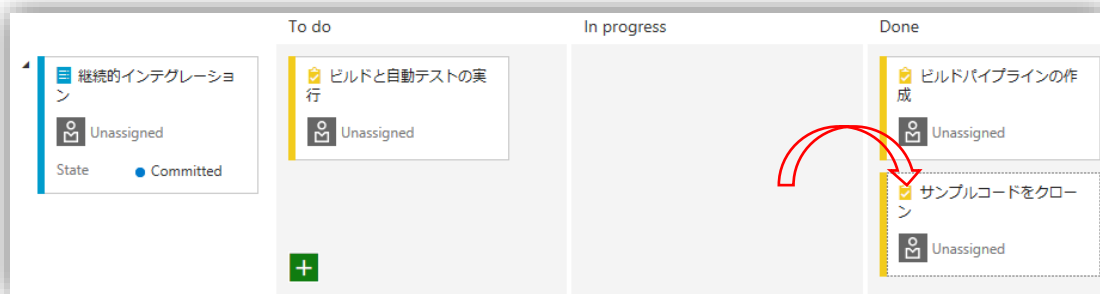 To do
In progress
Done
継続的インテグレーショ
ン
Unassigned
State
Committed
ビルドと自動テストの実
行
Unassigned
ビルドパイプラインの作
成
Unassigned
サンプルコードをクロー
ン
Unassigned